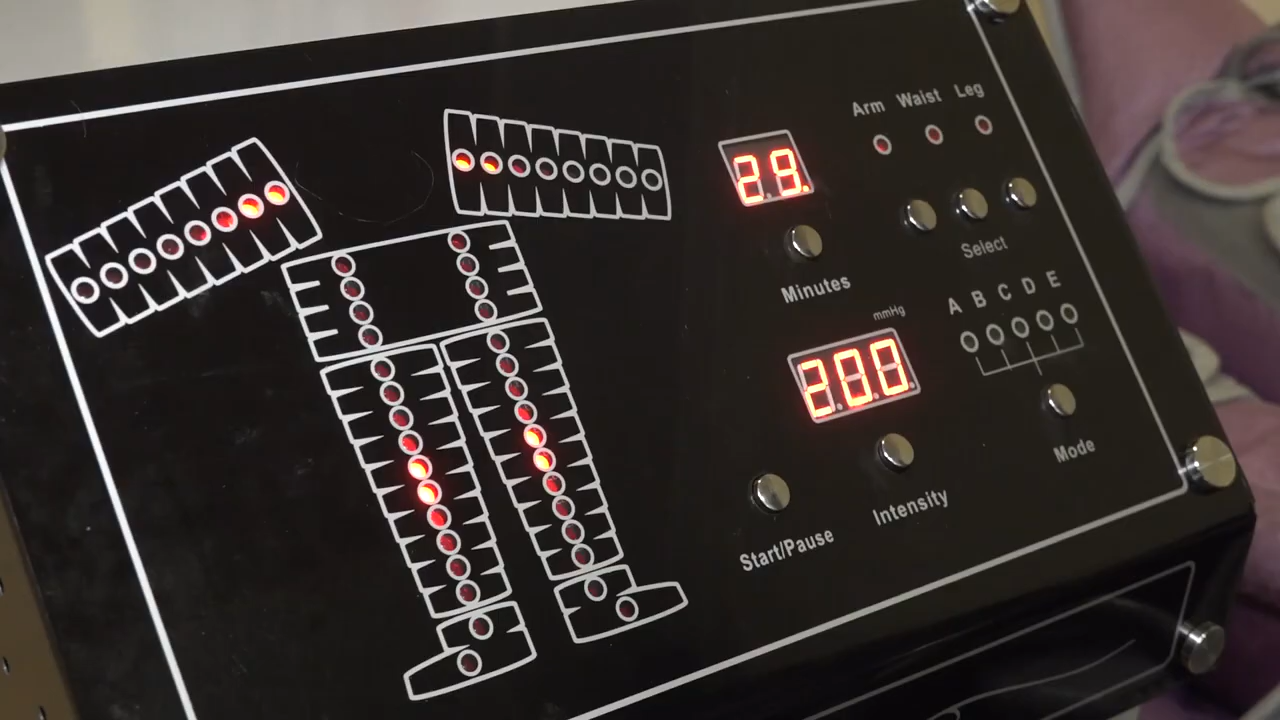 Arm Waist Leg
29.
Select
Minutes
A B C D E
mmHg
200
Mode
Intensity
Start/Pause